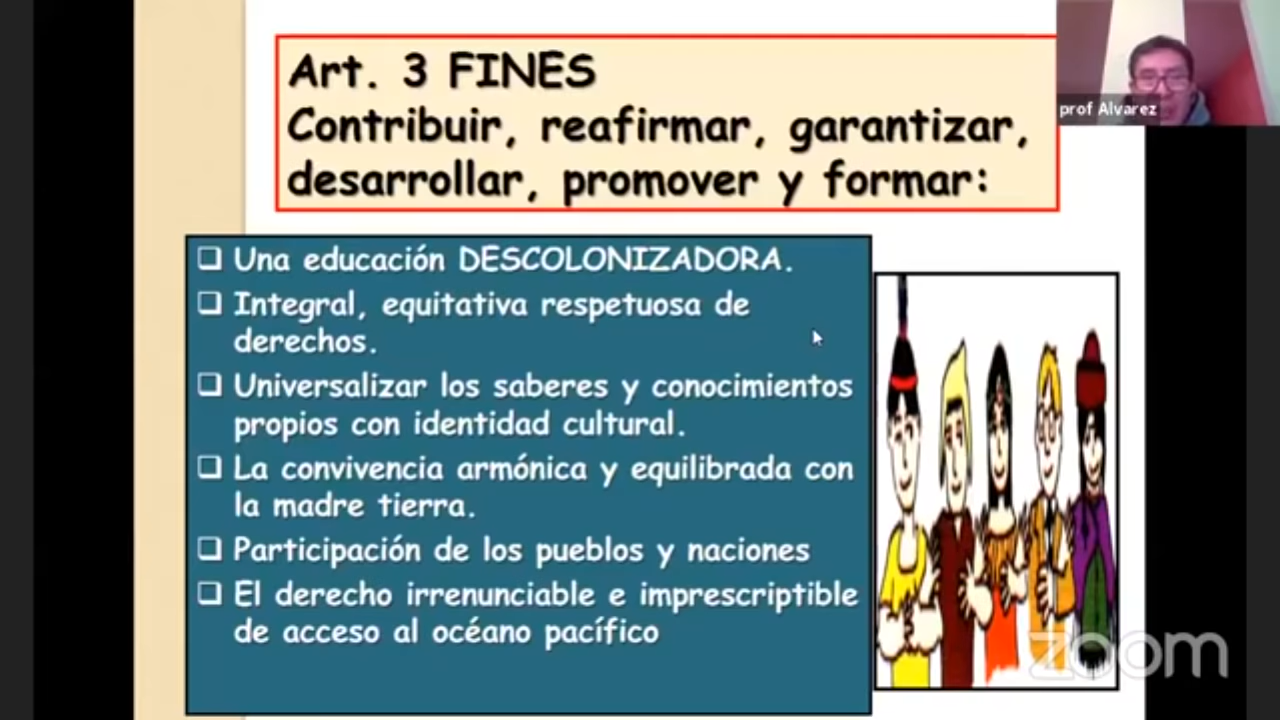 Art. 3 FINES
Contribuir, reafirmar, garantizar,
desarrollar, promover y formar:
prof Alvarez
Una educación DESCOLONIZADORA.
Integral, equitativa respetuosa de
derechos.
Universalizar los saberes y conocimientos
propios con identidad cultural.
La convivencia armónica y equilibrada con
la madre tierra.
Participación de los pueblos y naciones
El derecho irrenunciable e imprescriptible
de acceso al océano pacífico
zoom